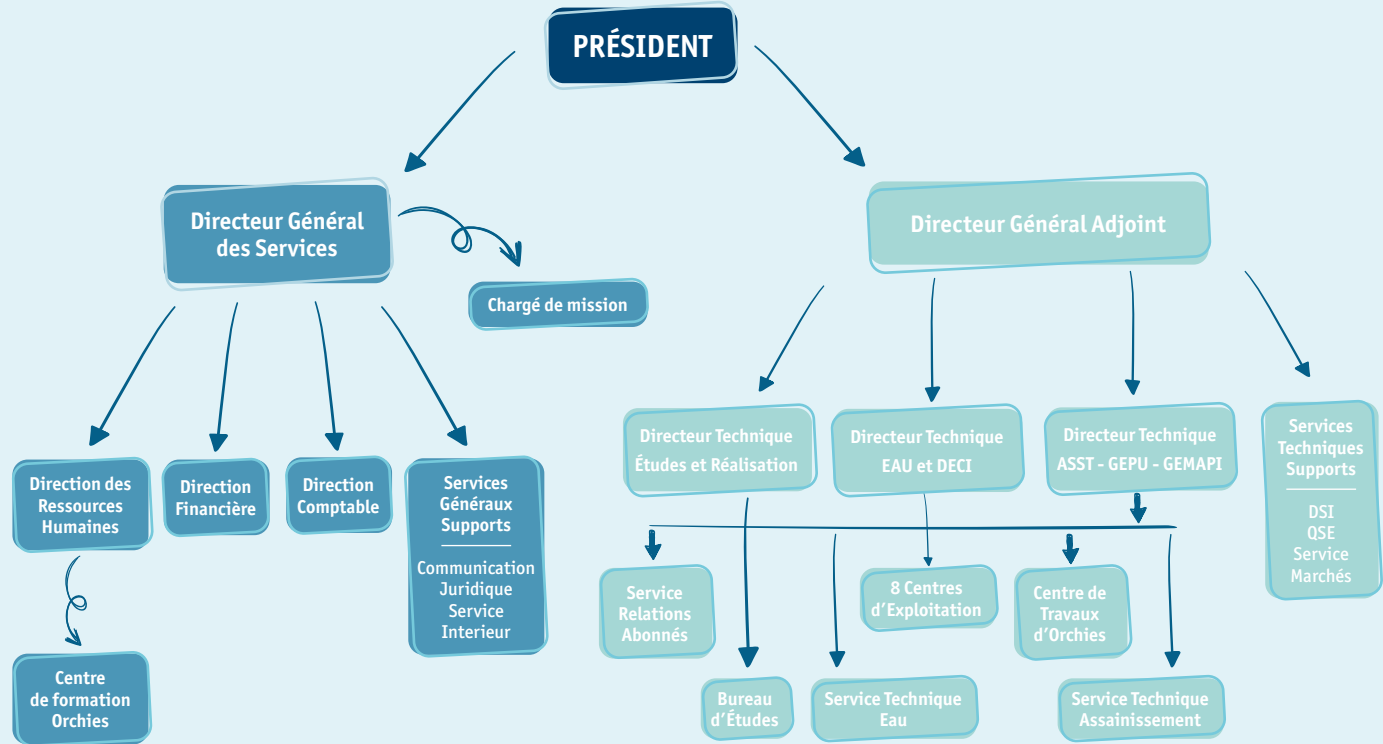 PRÉSIDENT
Directeur Général
des Services
Directeur Général Adjoint
Chargé de mission
Direction des
Ressources
Humaines
Direction
Financière
Direction
Comptable
Services
Généraux
Supports
Communication
Juridique
Service
Interieur
Centre
de formation
Orchies
Directeur Technique
Études et Réalisation
Directeur Technique
EAU et DECI
Directeur Technique
ASST - GEPU - GEMAPI
Services
Techniques
Supports
DSI
QSE
Service
Marchés
Service
Relations
Abonnés
8 Centres
d'Exploitation
Centre de
Travaux
d'Orchies
Bureau
d'Études
Service Technique
Eau
Service Technique
Assainissement